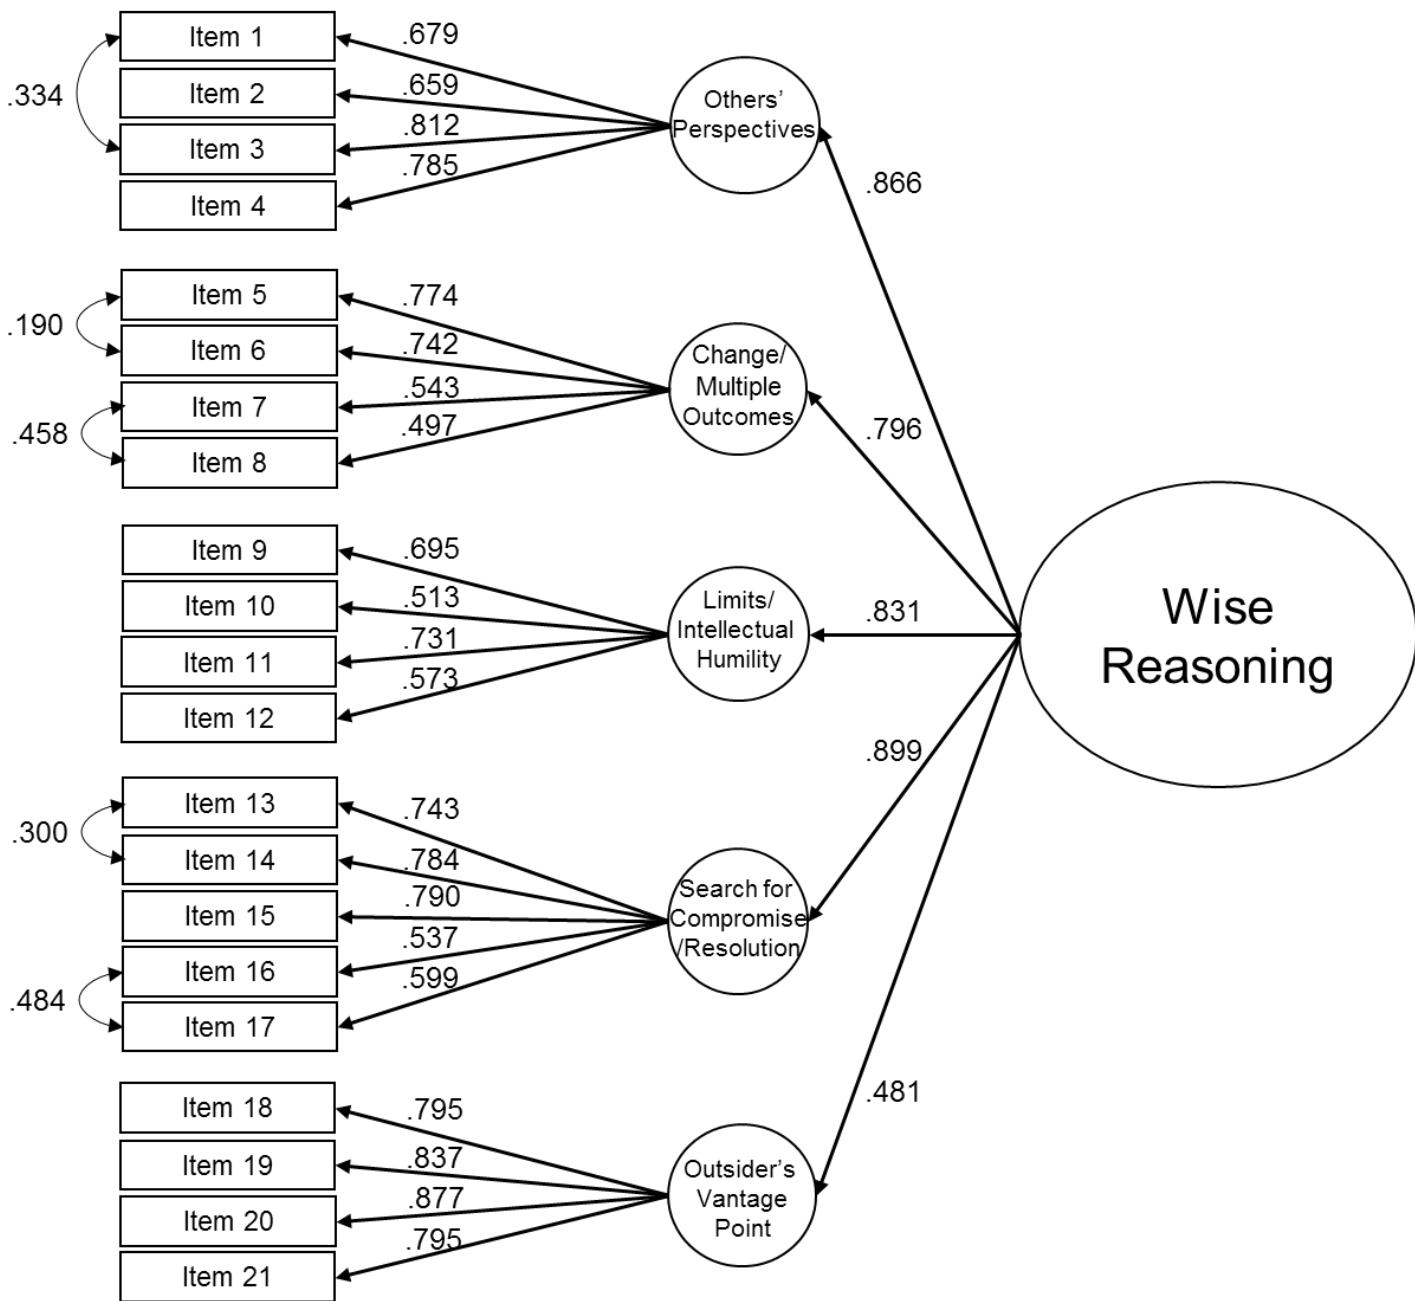 Item 1
.679
.334
Item 2
.659
Others'
Perspectives
Item 3
.812
Item 4
.785
.866
Item 5
.774
.190
Item 6
.742
Change/
Multiple
Outcomes
Item 7
.543
.458
Item 8
.497
.796
Item 9
.695
Item 10
.513
Limits/
Intellectual
Humility
.831
Item 11
.731
Item 12
.573
Wise
Reasoning
Item 13
.743
.300
Item 14
.784
.899
Item 15
.790
Search for
Compromise
/Resolution
Item 16
.537
.484
Item 17
.599
Item 18
.795
.481
Item 19
.837
Outsider's
Vantage
Point
Item 20
.877
Item 21
.795